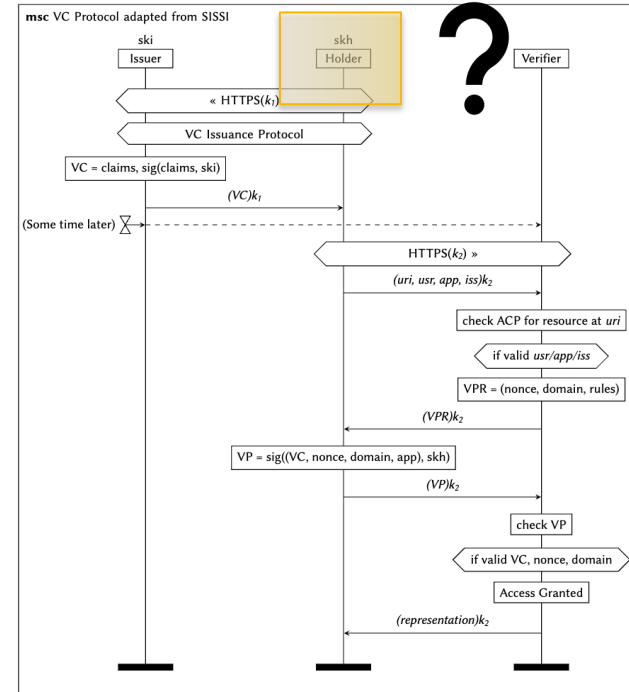 msc VC Protocol adapted from SISSI
ski
skh
Issuer
Holder
?
Verifier
« HTTPS(k₁)
VC Issuance Protocol
VC = claims, sig(claims, ski)
(VC)k₁
(Some time later)
HTTPS(k₂) »
(uri, usr, app, iss)k₂
check ACP for resource at uri
if valid usr/app/iss
VPR = (nonce, domain, rules)
(VPR)k₂
VP = sig((VC, nonce, domain, app), skh)
(VP)k₂
check VP
if valid VC, nonce, domain
Access Granted
(representation)k₂